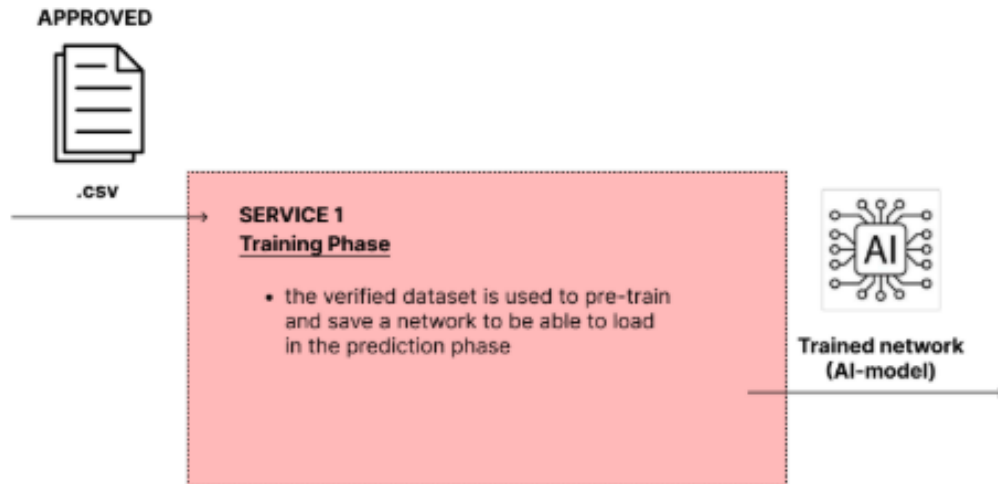 APPROVED
.csv
SERVICE 1
Training Phase
• the verified dataset is used to pre-train
and save a network to be able to load
in the prediction phase
AI
Trained network
(AI-model)